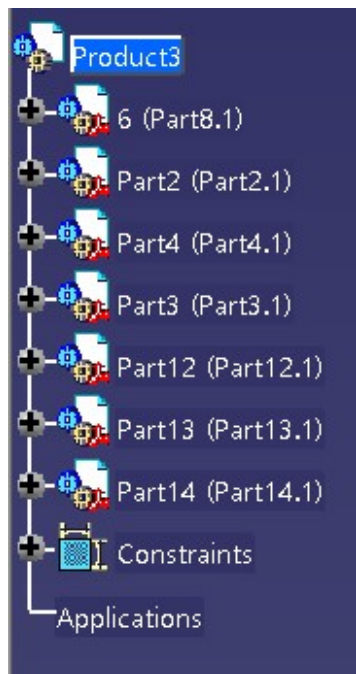 Product3
6 (Part8.1)
Part2 (Part2.1)
Part4 (Part4.1)
Part3 (Part3.1)
Part12 (Part12.1)
Part13 (Part13.1)
Part14 (Part14.1)
Constraints
Applications